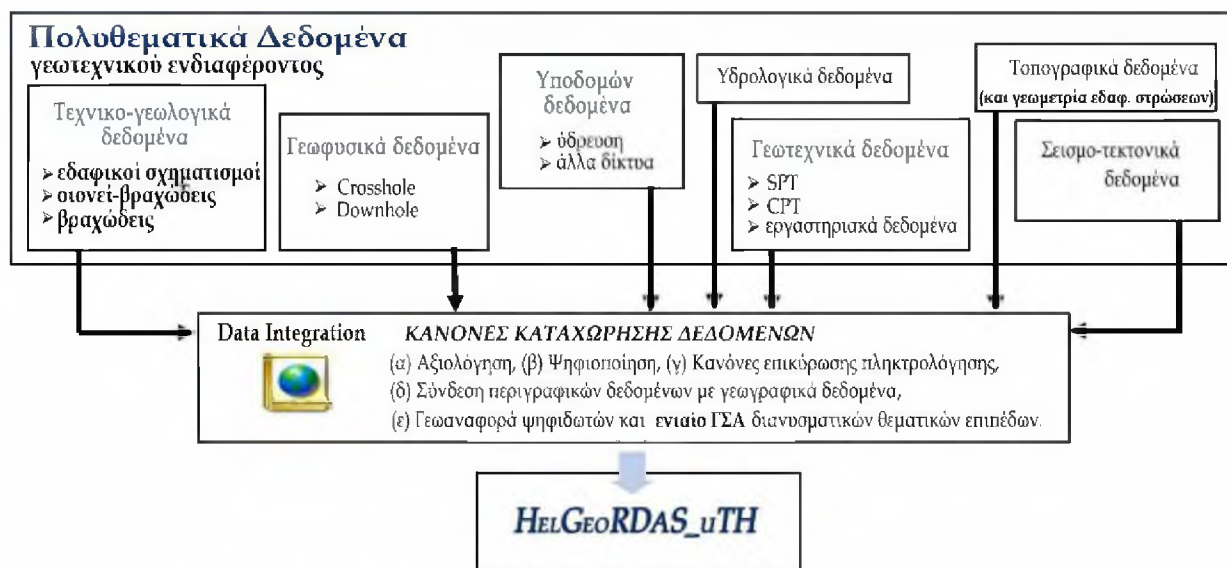 Πολυθεματικά Δεδομένα
γεωτεχνικού ενδιαφέροντος
Τεχνικο-γεωλογικά
δεδομένα
➢ εδαφικοί σχηματισμοί
➢ οιονεί-βραχώδεις
➢ βραχώδεις
Γεωφυσικά δεδομένα
➢ Crosshole
➢ Downhole
Υποδομών
δεδομένα
➢ ύδρευση
➢ άλλα δίκτυα
Υδρολογικά δεδομένα
Γεωτεχνικά δεδομένα
➢ SPT
➢ CPT
➢ εργαστηριακά δεδομένα
Τοπογραφικά δεδομένα
(και γεωμετρία εδαφ. στρώσεων)
Σεισμο-τεκτονικά
δεδομένα
Data Integration
ΚΑΝΟΝΕΣ ΚΑΤΑΧΩΡΗΣΗΣ ΔΕΔΟΜΕΝΩΝ
(α) Αξιολόγηση, (β) Ψηφιοποίηση, (γ) Κανόνες επικύρωσης πληκτρολόγησης,
(δ) Σύνδεση περιγραφικών δεδομένων με γεωγραφικά δεδομένα,
(ε) Γεωαναφορά ψηφιδωτών και ενιαίο ΓΣΑ διανυσματικών θεματικών επιπέδων.
HELGEORDAS_UTH